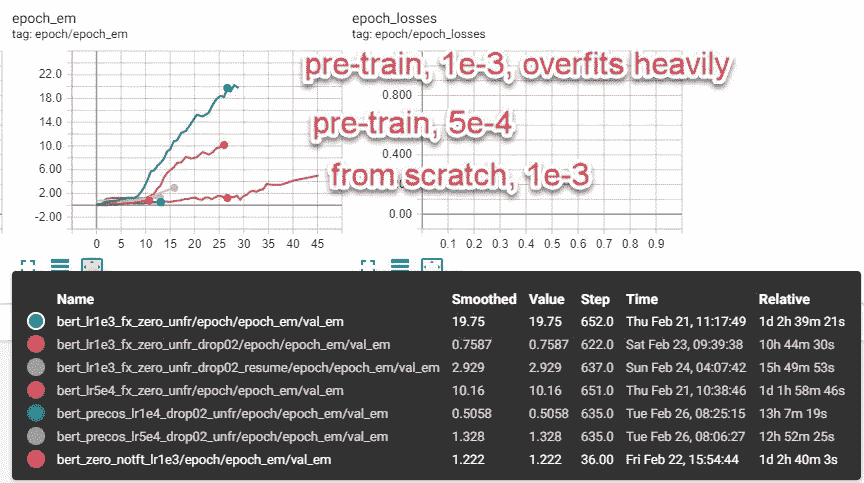 epoch_em
tag: epoch/epoch_em
22.0
18.0
14.0
10.0
6.00
2.00
-2.00
0 5 10 15 20 25 30 35 40 45
epoch_losses
tag: epoch/epoch_losses
pre-train, 1e-3, overfits heavily
0.800
pre-train, 5e-4
0.400
from scratch, 1e-3
0.00
0.1 0.2 0.3 0.4 0.5 0.6 0.7 0.8 0.9
Name Smoothed Value Step Time Relative
bert_lr1e3_fx_zero_unfr/epoch/epoch_em/val_em 19.75 19.75 652.0 Thu Feb 21, 11:17:49 1d 2h 39m 21s
bert_lr1e3_fx_zero_unfr_drop02/epoch/epoch_em/val_em 0.7587 0.7587 622.0 Sat Feb 23, 09:39:38 10h 44m 30s
bert_lr1e3_fx_zero_unfr_drop02_resume/epoch/epoch_em/val_em 2.929 2.929 637.0 Sun Feb 24, 04:07:42 15h 49m 53s
bert_lr5e4_fx_zero_unfr/epoch/epoch_em/val_em 10.16 10.16 651.0 Thu Feb 21, 10:38:46 1d 1h 58m 46s
bert_precos_lr1e4_drop02_unfr/epoch/epoch_em/val_em 0.5058 0.5058 635.0 Tue Feb 26, 08:25:15 13h 7m 19s
bert_precos_lr5e4_drop02_unfr/epoch/epoch_em/val_em 1.328 1.328 635.0 Tue Feb 26, 08:06:27 12h 52m 25s
bert_zero_notft_lr1e3/epoch/epoch_em/val_em 1.222 1.222 36.00 Fri Feb 22, 15:54:44 1d 2h 40m 3s